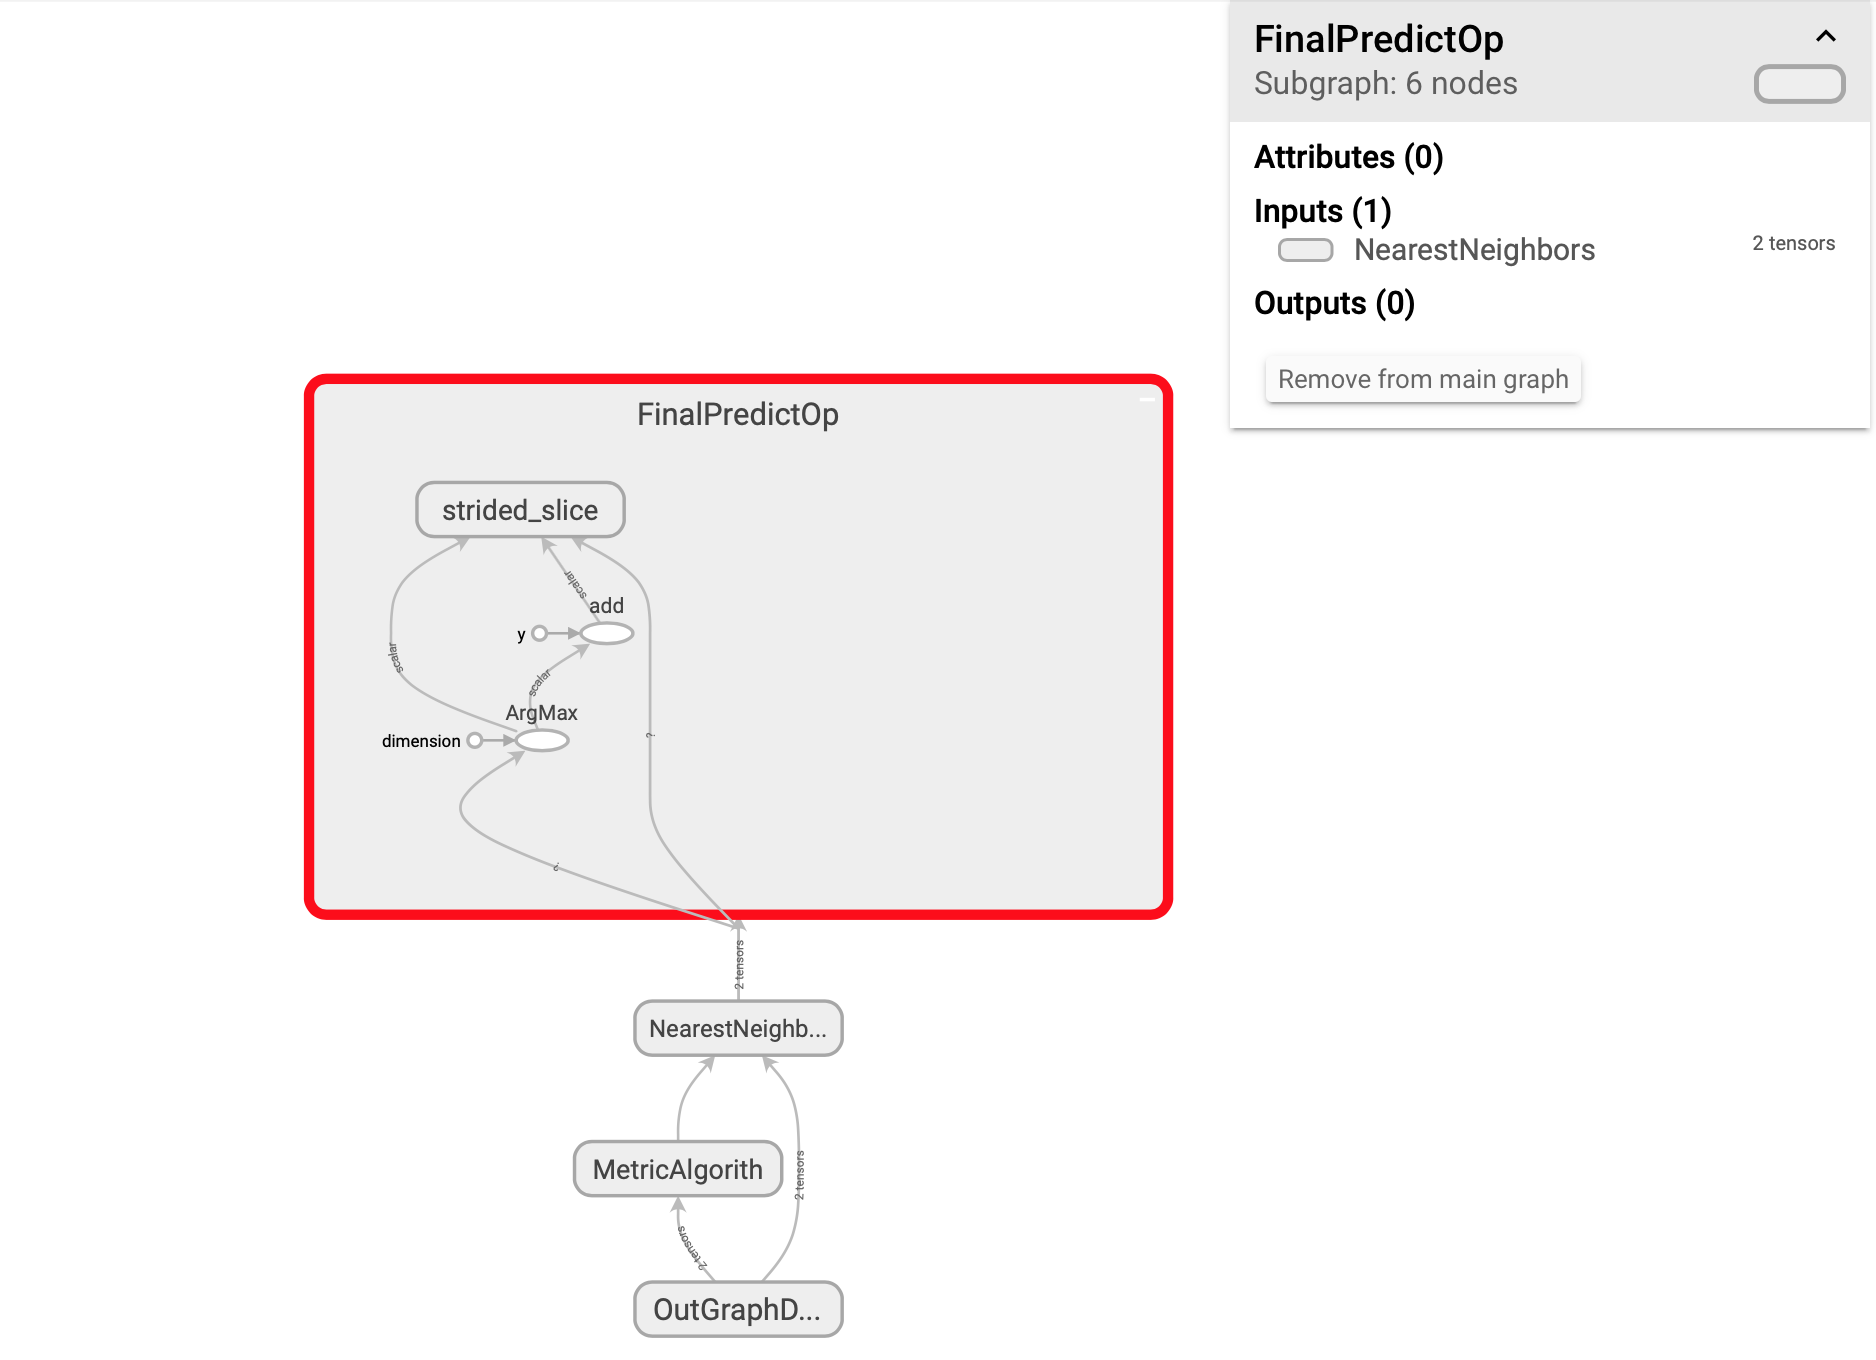 FinalPredictOp
Subgraph: 6 nodes
Attributes (0)
Inputs (1)
NearestNeighbors 2 tensors
Outputs (0)
Remove from main graph
FinalPredictOp
strided_slice
scalar
add
y
scalar
scalar
ArgMax
?
dimension
?
2 tensors
NearestNeighb...
MetricAlgorith
2 tensors
2 tensors
OutGraphD...